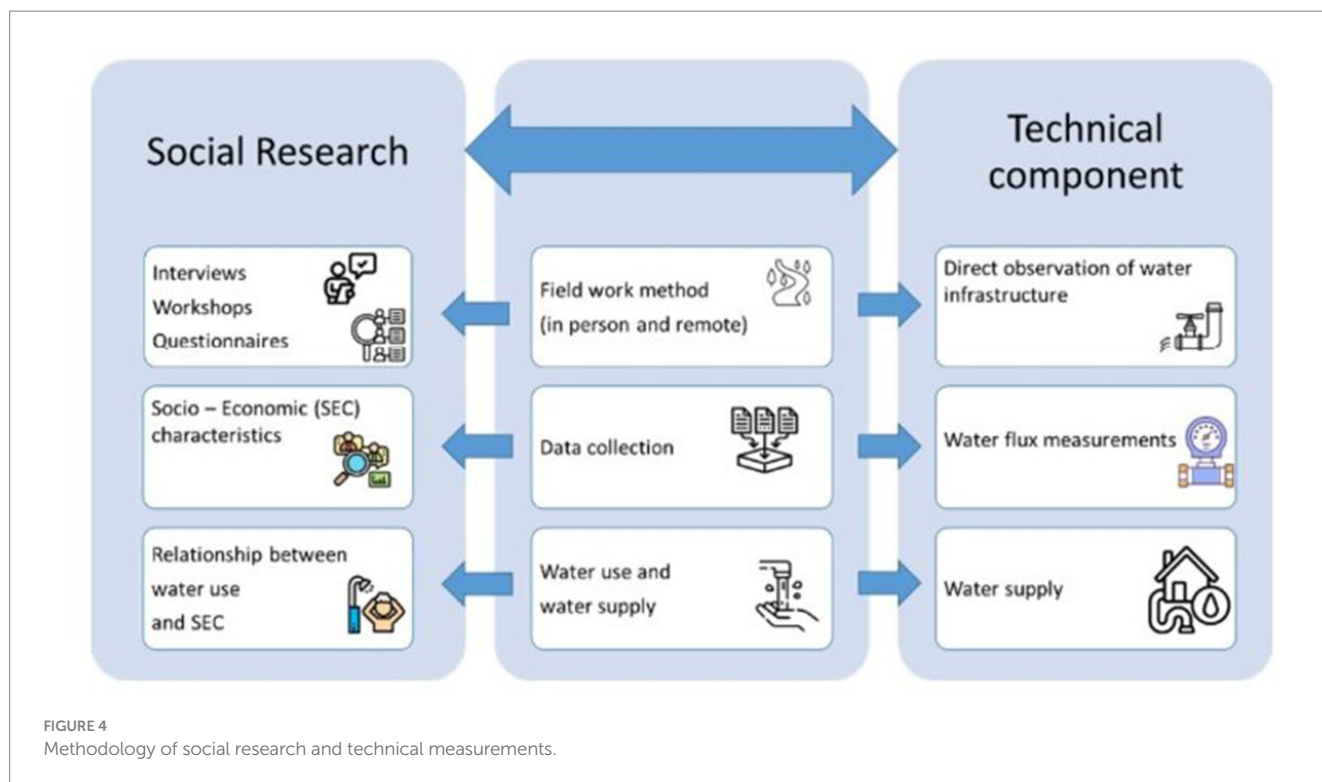 Social Research
Technical
component
Interviews
Workshops
Questionnaires
Field work method
(in person and remote)
Direct observation of water
infrastructure
Socio – Economic (SEC)
characteristics
Data collection
Water flux measurements
Relationship between
water use
and SEC
Water use and
water supply
Water supply
FIGURE 4
Methodology of social research and technical measurements.